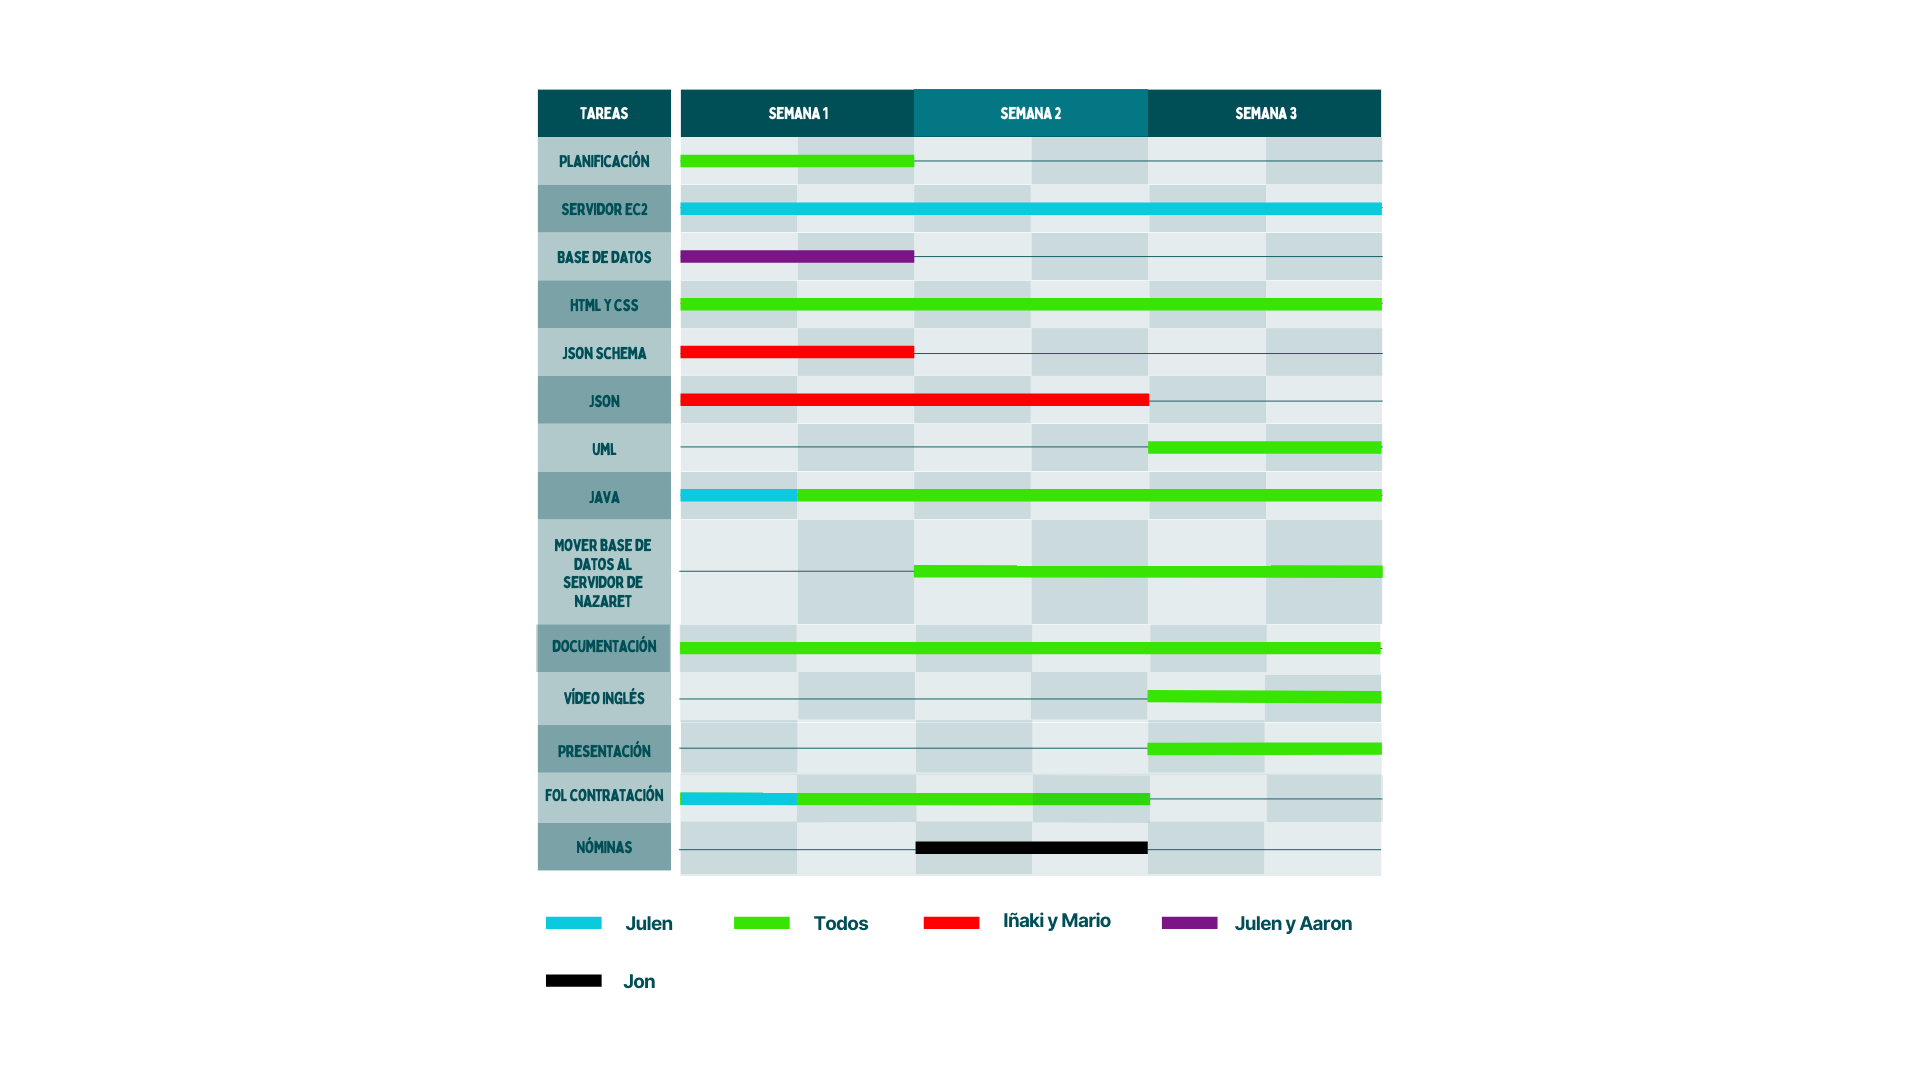 TAREAS
SEMANA 1
SEMANA 2
SEMANA 3
PLANIFICACIÓN
SERVIDOR EC2
BASE DE DATOS
HTML Y CSS
JSON SCHEMA
JSON
UML
JAVA
MOVER BASE DE
DATOS AL
SERVIDOR DE
NAZARET
DOCUMENTACIÓN
VÍDEO INGLÉS
PRESENTACIÓN
FOL CONTRATACIÓN
NÓMINAS
Julen
Todos
Iñaki y Mario
Julen y Aaron
Jon